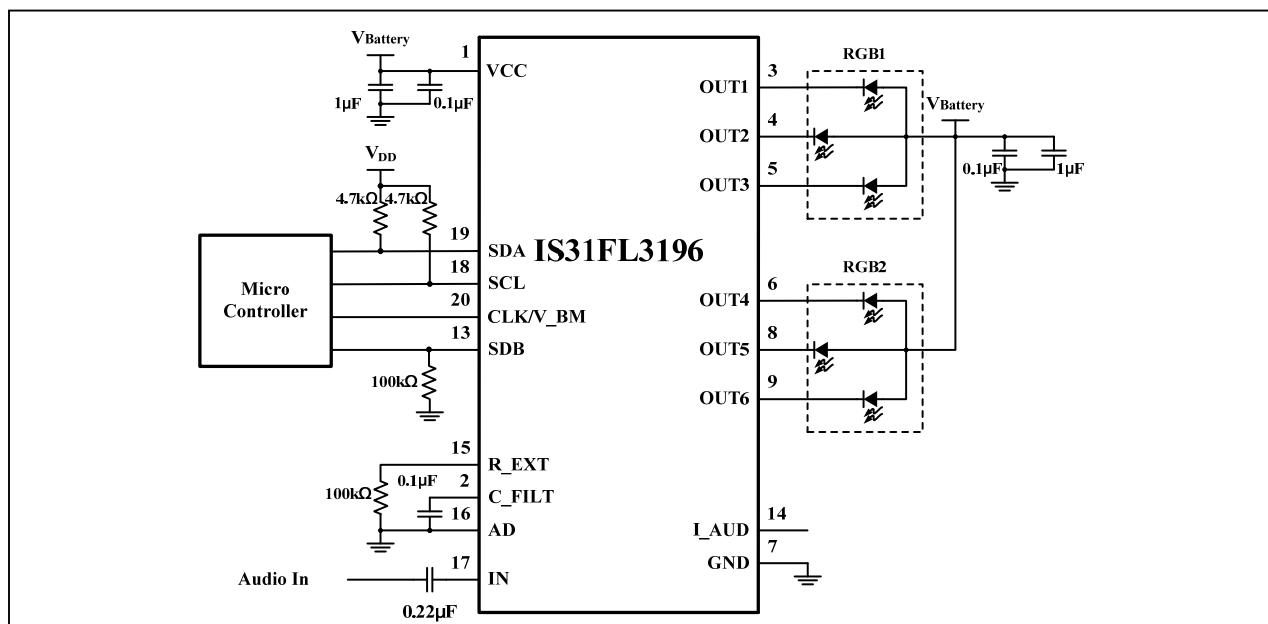 V_Battery
1
VCC
1µF
0.1µF
V_DD
4.7kΩ
4.7kΩ
19
SDA
18
SCL
20
CLK/V_BM
13
SDB
Micro
Controller
100kΩ
15
R_EXT
0.1µF
2
C_FILT
100kΩ
16
AD
17
IN
Audio In
0.22µF
IS31FL3196
RGB1
3
OUT1
4
OUT2
5
OUT3
V_Battery
0.1µF
1µF
RGB2
6
OUT4
8
OUT5
9
OUT6
14
I_AUD
7
GND